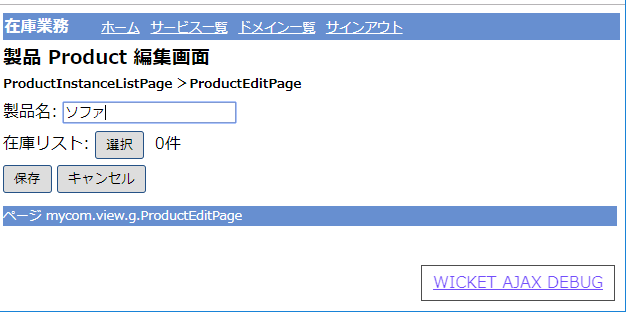 在庫業務 ホーム サービス一覧 ドメイン一覧 サインアウト
製品 Product 編集画面
ProductInstanceListPage > ProductEditPage
製品名: ソファ
在庫リスト: 選択 0件
保存 キャンセル
ページ mycom.view.g.ProductEditPage
WICKET AJAX DEBUG